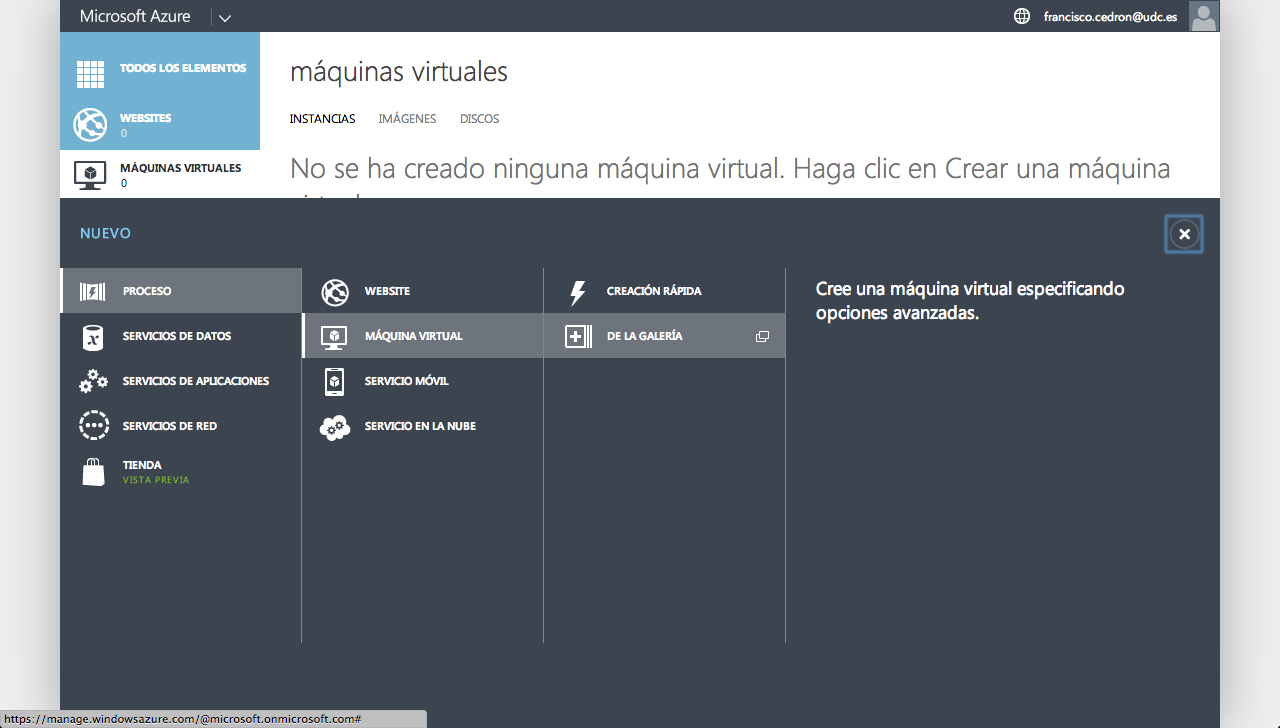 Microsoft Azure
francisco.cedron@udc.es
TODOS LOS ELEMENTOS
WEBSITES
0
MÁQUINAS VIRTUALES
0
máquinas virtuales
INSTANCIAS IMÁGENES DISCOS
No se ha creado ninguna máquina virtual. Haga clic en Crear una máquina
NUEVO
PROCESO
SERVICIOS DE DATOS
SERVICIOS DE APLICACIONES
SERVICIOS DE RED
TIENDA
VISTA PREVIA
WEBSITE
MÁQUINA VIRTUAL
SERVICIO MÓVIL
SERVICIO EN LA NUBE
CREACIÓN RÁPIDA
DE LA GALERÍA
Cree una máquina virtual especificando
opciones avanzadas.
https://manage.windowsazure.com/@microsoft.onmicrosoft.com#